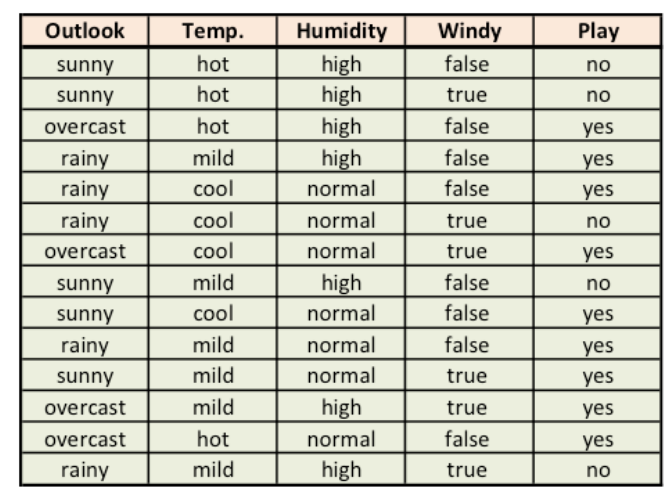 Outlook Temp. Humidity Windy Play
sunny hot high false no
sunny hot high true no
overcast hot high false yes
rainy mild high false yes
rainy cool normal false yes
rainy cool normal true no
overcast cool normal true yes
sunny mild high false no
sunny cool normal false yes
rainy mild normal false yes
sunny mild normal true yes
overcast mild high true yes
overcast hot normal false yes
rainy mild high true no